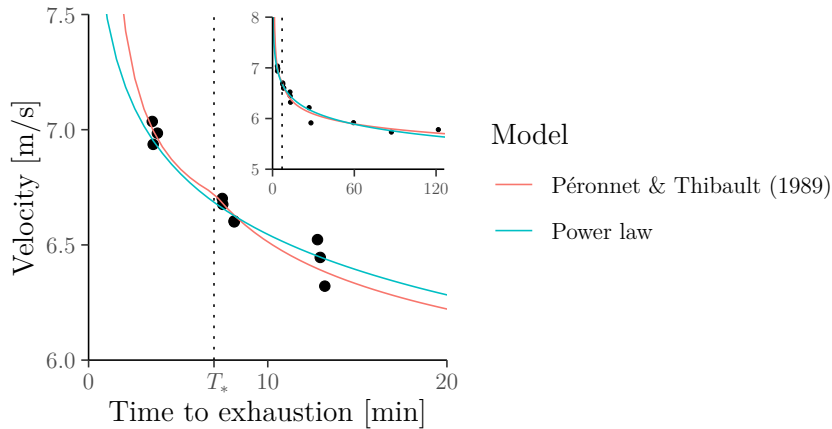 7.5
7.0
6.5
6.0
Velocity [m/s]
0
T*
10
20
Time to exhaustion [min]
8
7
6
5
0
60
120
Model
Péronnet & Thibault (1989)
Power law